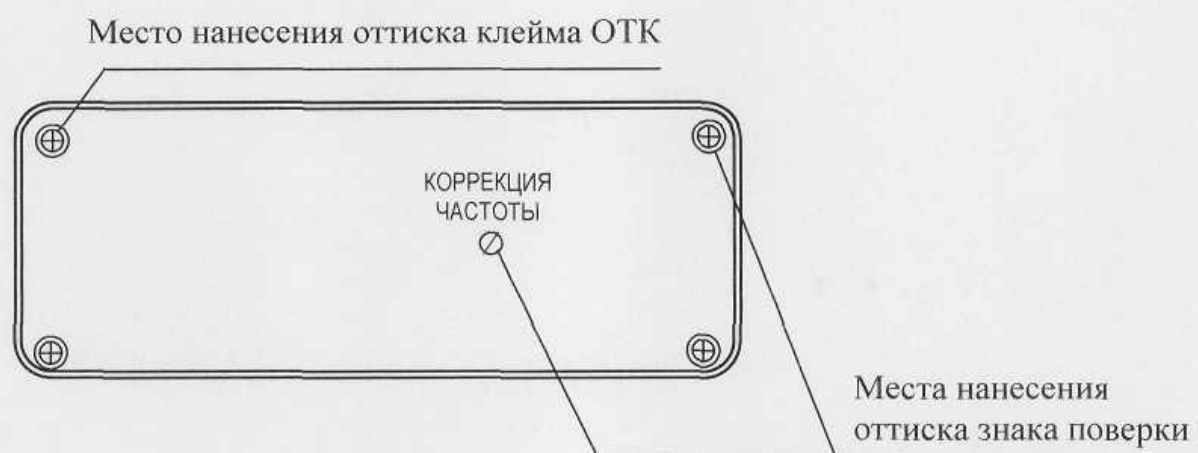 Место нанесения оттиска клейма ОТК
КОРРЕКЦИЯ
ЧАСТОТЫ
Места нанесения
оттиска знака поверки